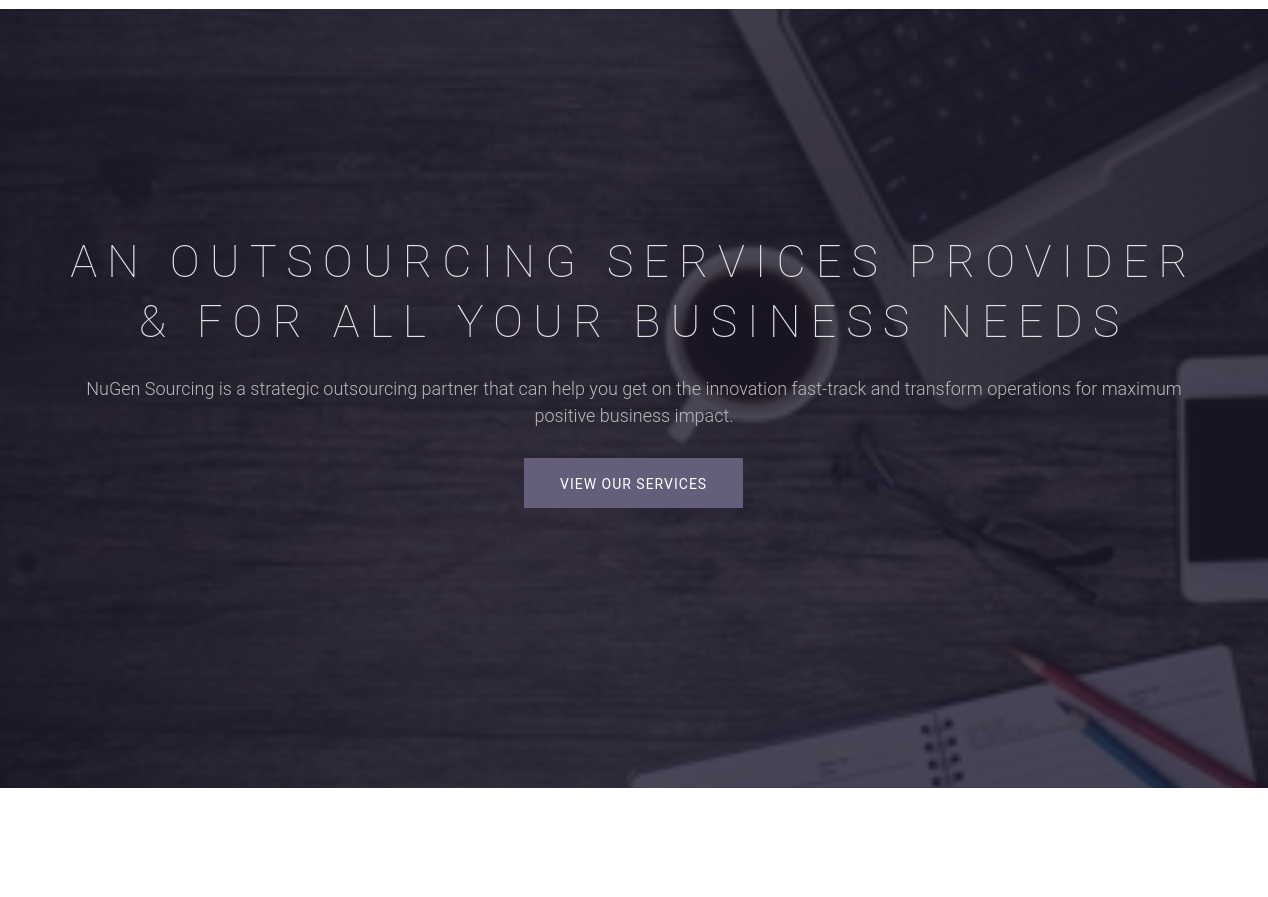 AN OUTSOURCING SERVICES PROVIDER
& FOR ALL YOUR BUSINESS NEEDS
NuGen Sourcing is a strategic outsourcing partner that can help you get on the innovation fast-track and transform operations for maximum
positive business impact.
VIEW OUR SERVICES